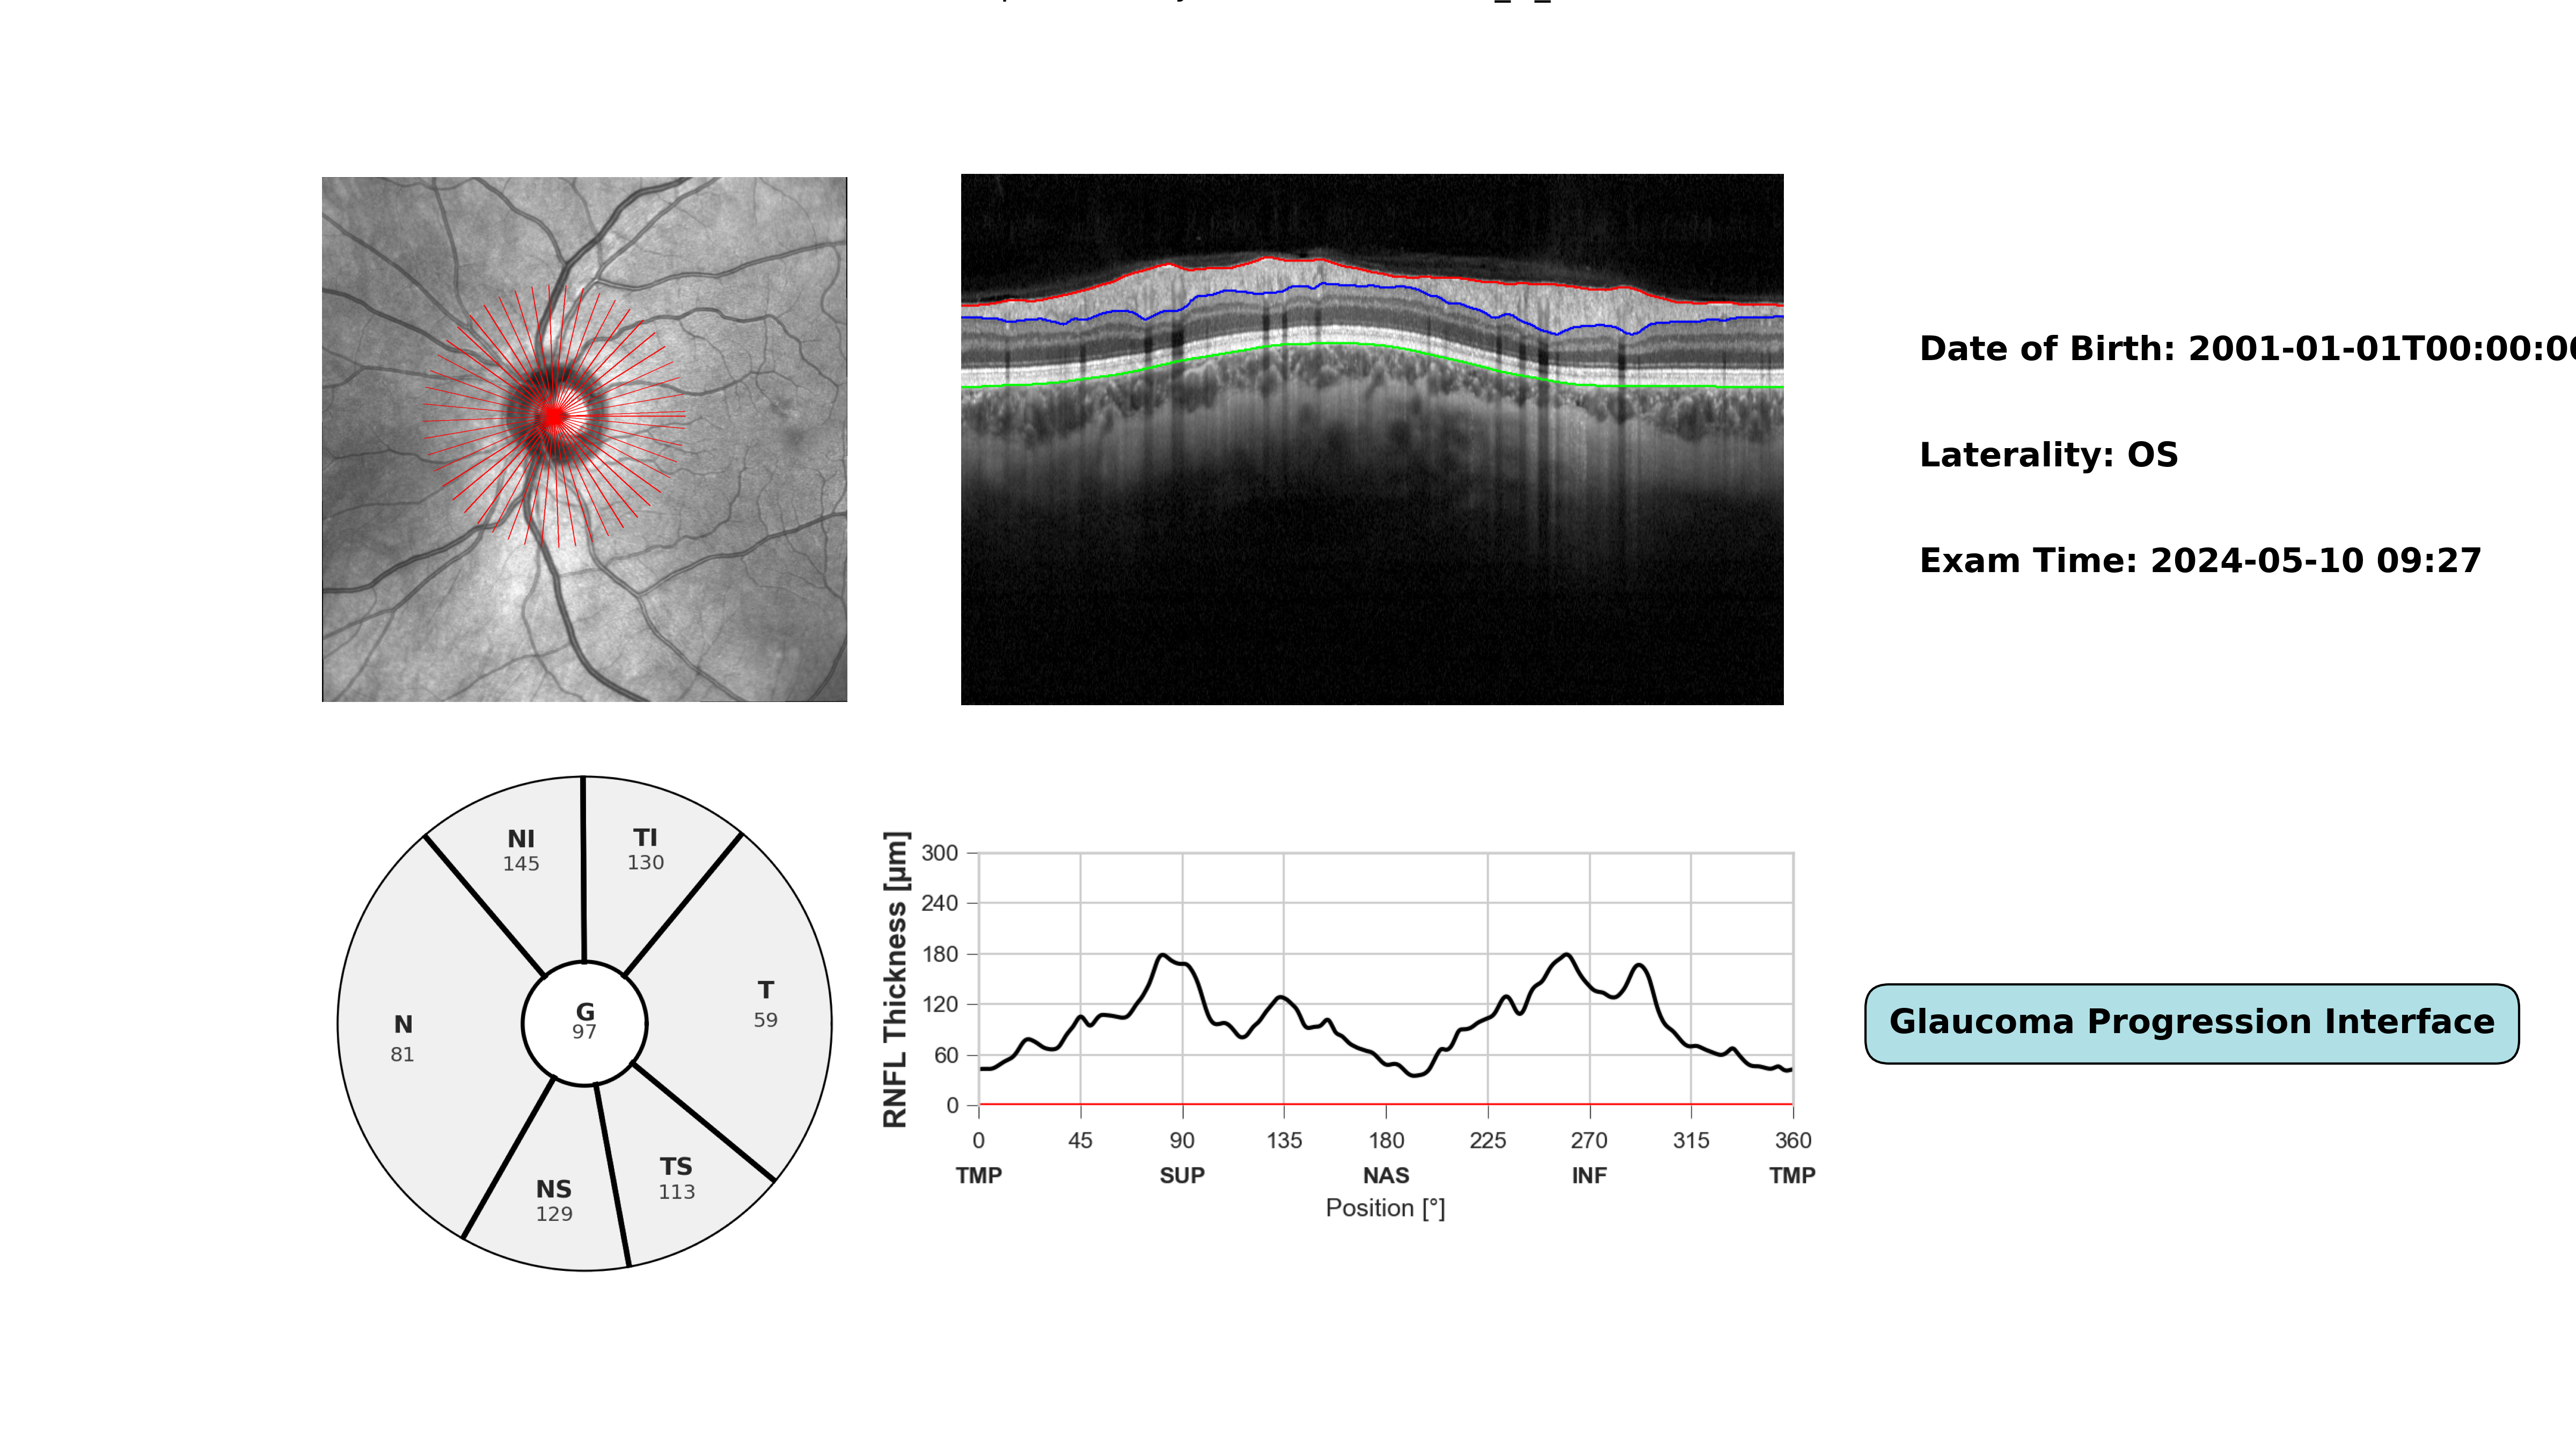 Date of Birth: 2001-01-01T00:00:00
Laterality: OS
Exam Time: 2024-05-10 09:27
NI
145
TI
130
N
81
G
97
T
59
NS
129
TS
113
RNFL Thickness [µm]
300
240
180
120
60
0
0 45 90 135 180 225 270 315 360
TMP SUP NAS INF TMP
Position [°]
Glaucoma Progression Interface